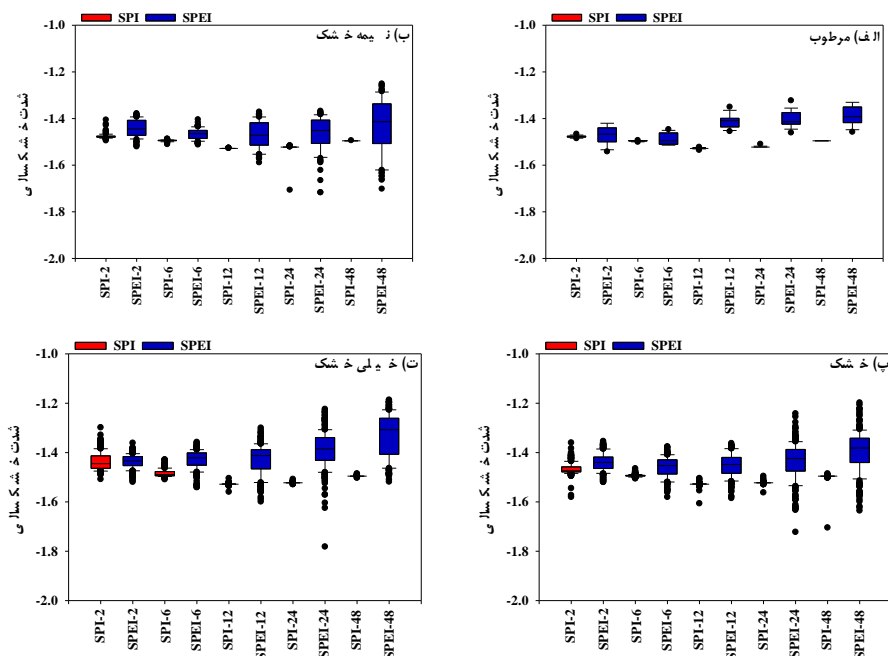 SPI SPEI
الف) مرطوب
شدت خشکسالی
-1.0
-1.2
-1.4
-1.6
-1.8
-2.0
SPI-2
SPEI-2
SPI-6
SPEI-6
SPI-12
SPEI-12
SPI-24
SPEI-24
SPI-48
SPEI-48
SPI SPEI
ب) نیمه خشک
شدت خشکسالی
-1.0
-1.2
-1.4
-1.6
-1.8
-2.0
SPI-2
SPEI-2
SPI-6
SPEI-6
SPI-12
SPEI-12
SPI-24
SPEI-24
SPI-48
SPEI-48
SPI SPEI
پ) خشک
شدت خشکسالی
-1.0
-1.2
-1.4
-1.6
-1.8
-2.0
SPI-2
SPEI-2
SPI-6
SPEI-6
SPI-12
SPEI-12
SPI-24
SPEI-24
SPI-48
SPEI-48
SPI SPEI
ت) خیلی خشک
شدت خشکسالی
-1.0
-1.2
-1.4
-1.6
-1.8
-2.0
SPI-2
SPEI-2
SPI-6
SPEI-6
SPI-12
SPEI-12
SPI-24
SPEI-24
SPI-48
SPEI-48